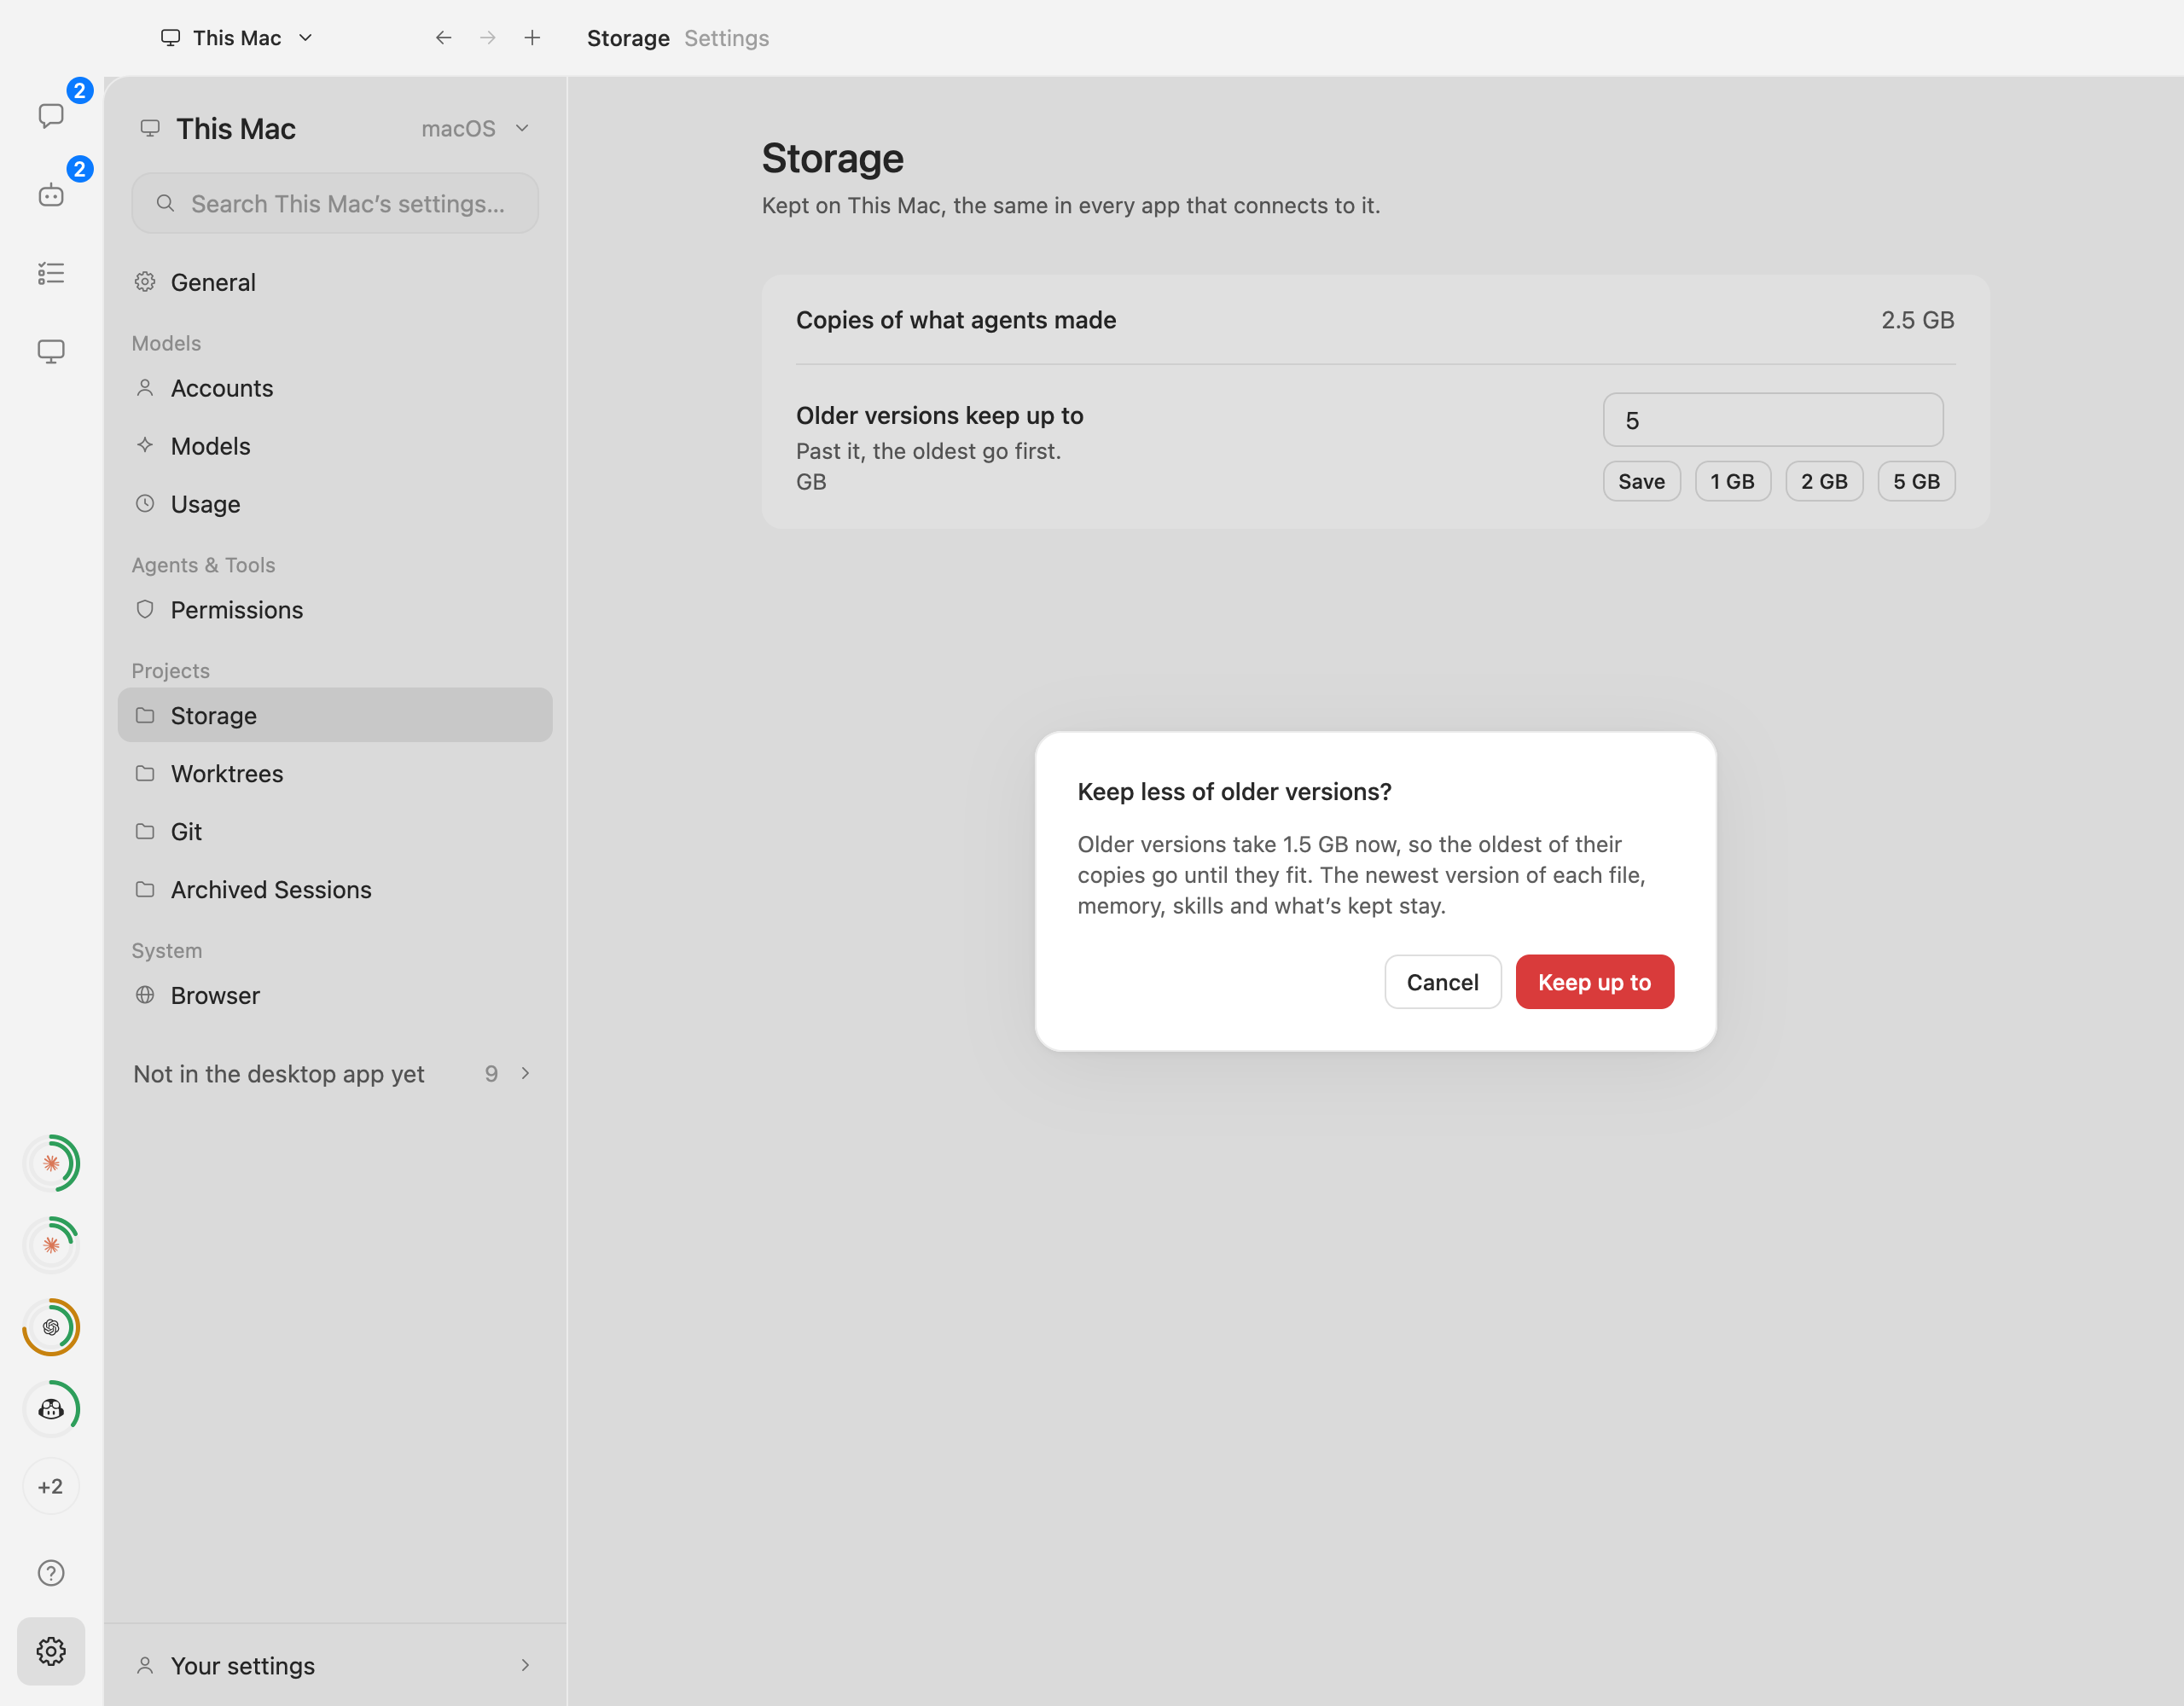 This Mac
Storage Settings
2
2
This Mac macOS
Search This Mac’s settings...
General
Models
Accounts
Models
Usage
Agents & Tools
Permissions
Projects
Storage
Worktrees
Git
Archived Sessions
System
Browser
Not in the desktop app yet 9
+2
Your settings
Storage
Kept on This Mac, the same in every app that connects to it.
Copies of what agents made 2.5 GB
Older versions keep up to
Past it, the oldest go first.
GB
5
Save 1 GB 2 GB 5 GB
Keep less of older versions?
Older versions take 1.5 GB now, so the oldest of their
copies go until they fit. The newest version of each file,
memory, skills and what’s kept stay.
Cancel Keep up to